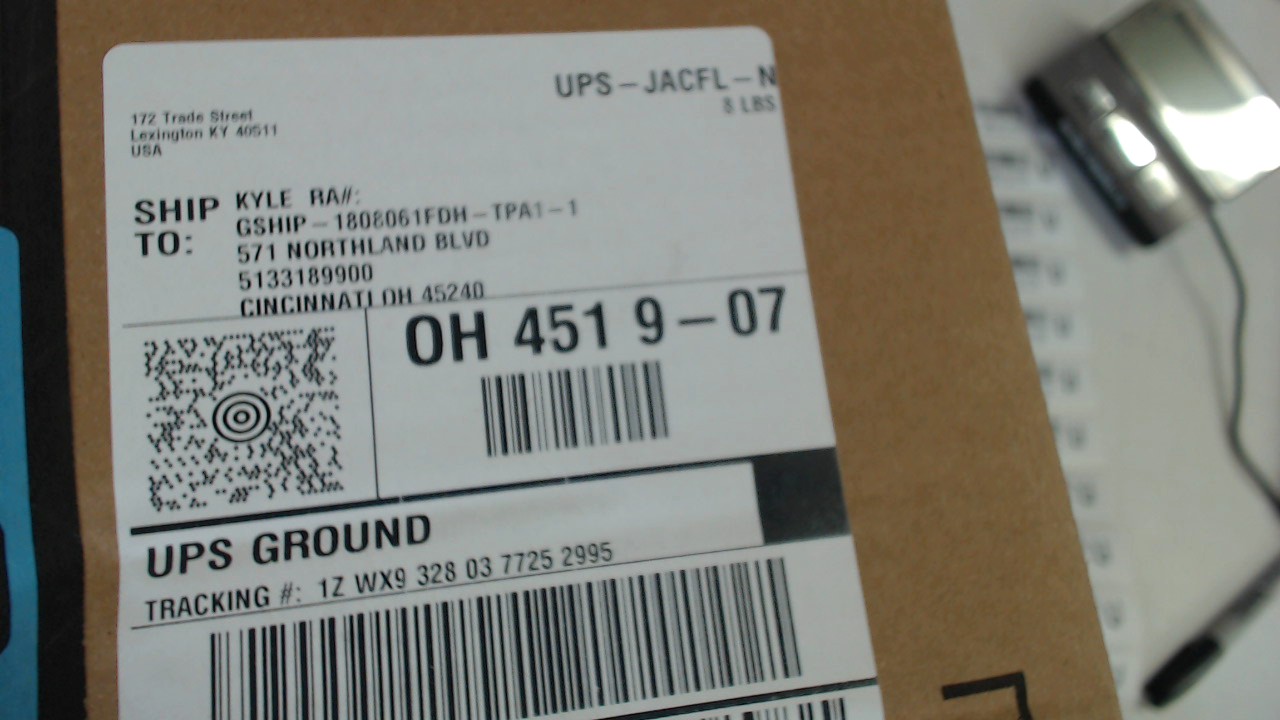 UPS-JACFL-N
8 LBS
172 Trade Street
Lexington KY 40511
USA
SHIP TO:
KYLE RA#:
GSHIP-1808061FDH-TPA1-1
571 NORTHLAND BLVD
5133189900
CINCINNATI OH 45240
OH 451 9-07
UPS GROUND
TRACKING #: 1Z WX9 328 03 7725 2995